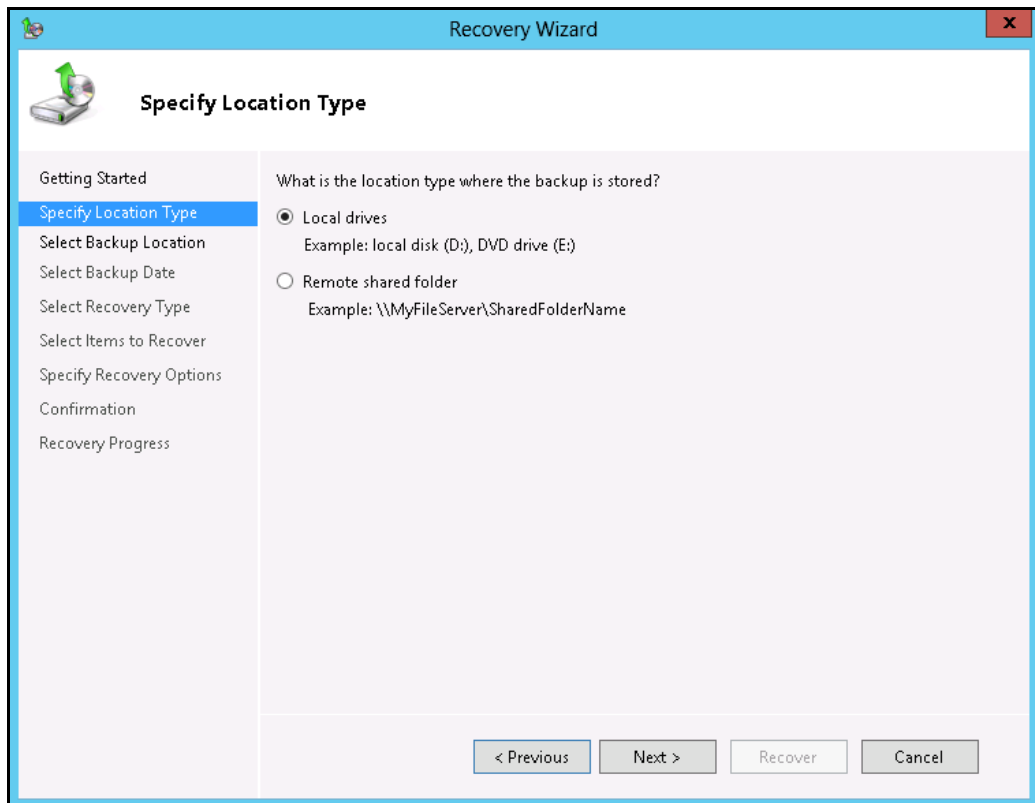 Recovery Wizard
x
Specify Location Type
Getting Started
Specify Location Type
Select Backup Location
Select Backup Date
Select Recovery Type
Select Items to Recover
Specify Recovery Options
Confirmation
Recovery Progress
What is the location type where the backup is stored?
Local drives
Example: local disk (D:), DVD drive (E:)
Remote shared folder
Example: \\MyFileServer\SharedFolderName
< Previous
Next >
Recover
Cancel